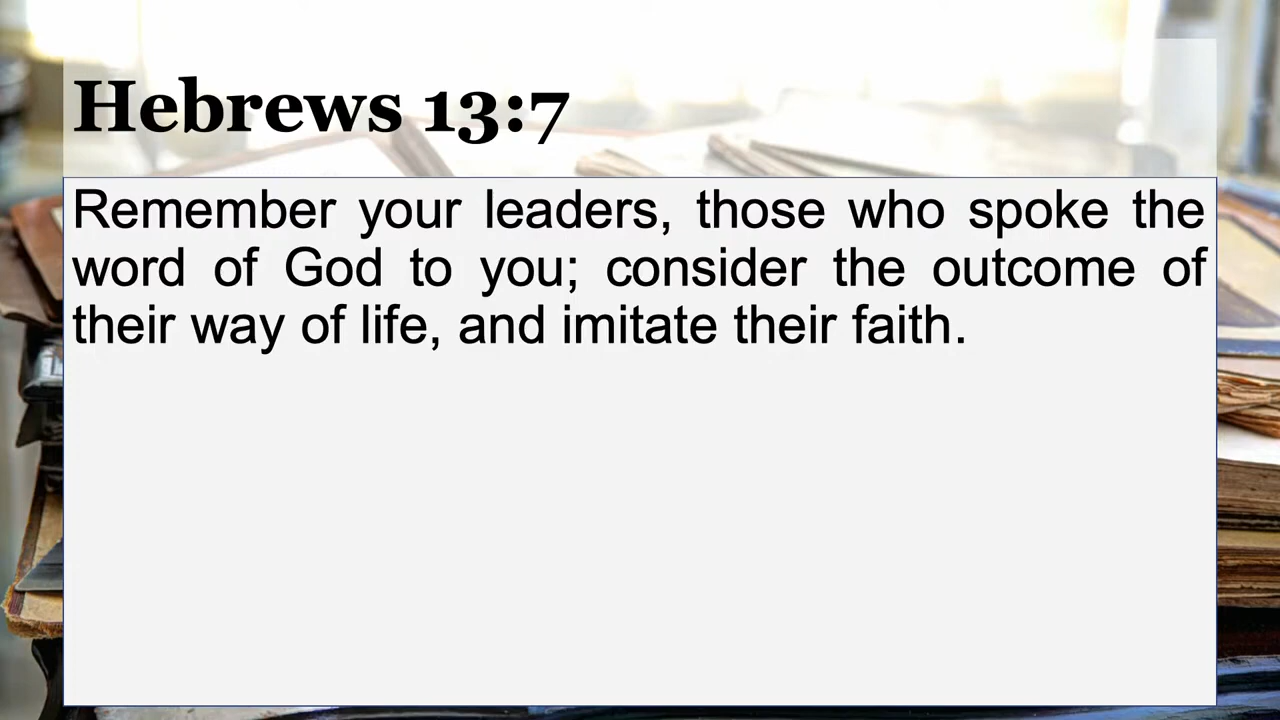 Hebrews 13:7
Remember your leaders, those who spoke the
word of God to you; consider the outcome of
their way of life, and imitate their faith.